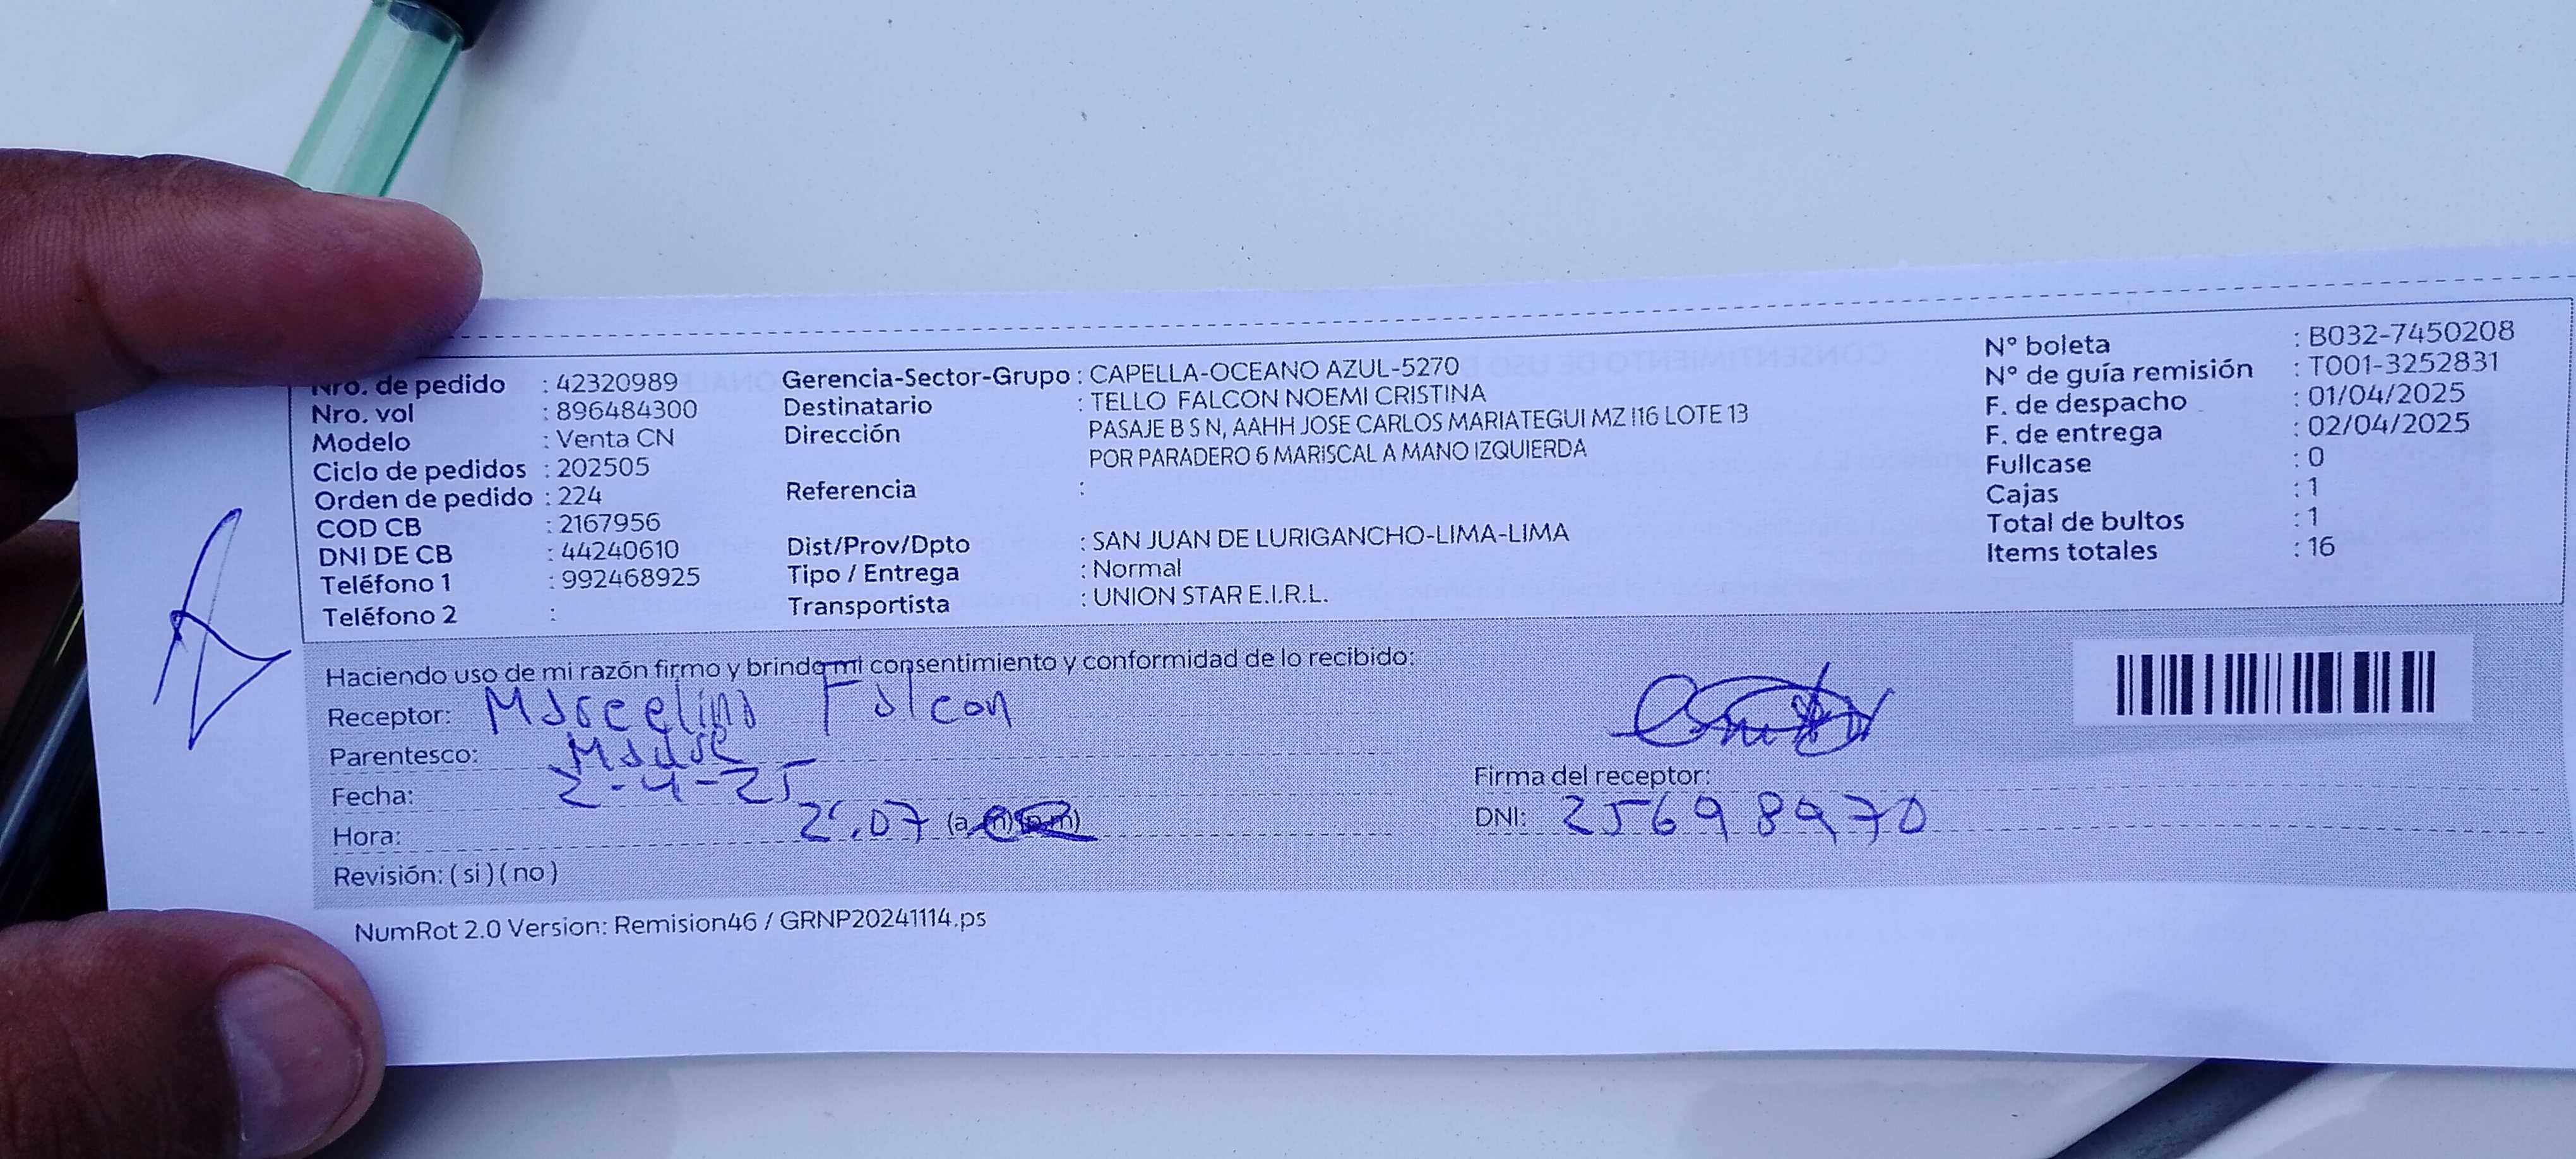 Nro. de pedido : 42320989
Nro. vol : 896484300
Modelo : Venta CN
Ciclo de pedidos : 202505
Orden de pedido : 224
COD CB : 2167956
DNI DE CB : 44240610
Teléfono 1 : 992468925
Teléfono 2 :
Gerencia-Sector-Grupo : CAPELLA-OCEANO AZUL-5270
Destinatario : TELLO FALCON NOEMI CRISTINA
Dirección PASAJE B S N, AAHH JOSE CARLOS MARIATEGUI MZ I16 LOTE 13
POR PARADERO 6 MARISCAL A MANO IZQUIERDA
Referencia :
Dist/Prov/Dpto : SAN JUAN DE LURIGANCHO-LIMA-LIMA
Tipo / Entrega : Normal
Transportista : UNION STAR E.I.R.L.
N° boleta : B032-7450208
N° de guía remisión : T001-3252831
F. de despacho : 01/04/2025
F. de entrega : 02/04/2025
Fullcase : 0
Cajas : 1
Total de bultos : 1
Items totales : 16
Haciendo uso de mi razón firmo y brindo mi consentimiento y conformidad de lo recibido:
Receptor: Marcelina Falcon
Parentesco: Madre
Fecha: 2-4-25
Hora: 2:07 (a.m) (p.m)
Revisión: ( si ) ( no )
Firma del receptor:
DNI: 25698970
NumRot 2.0 Version: Remision46 / GRNP20241114.ps